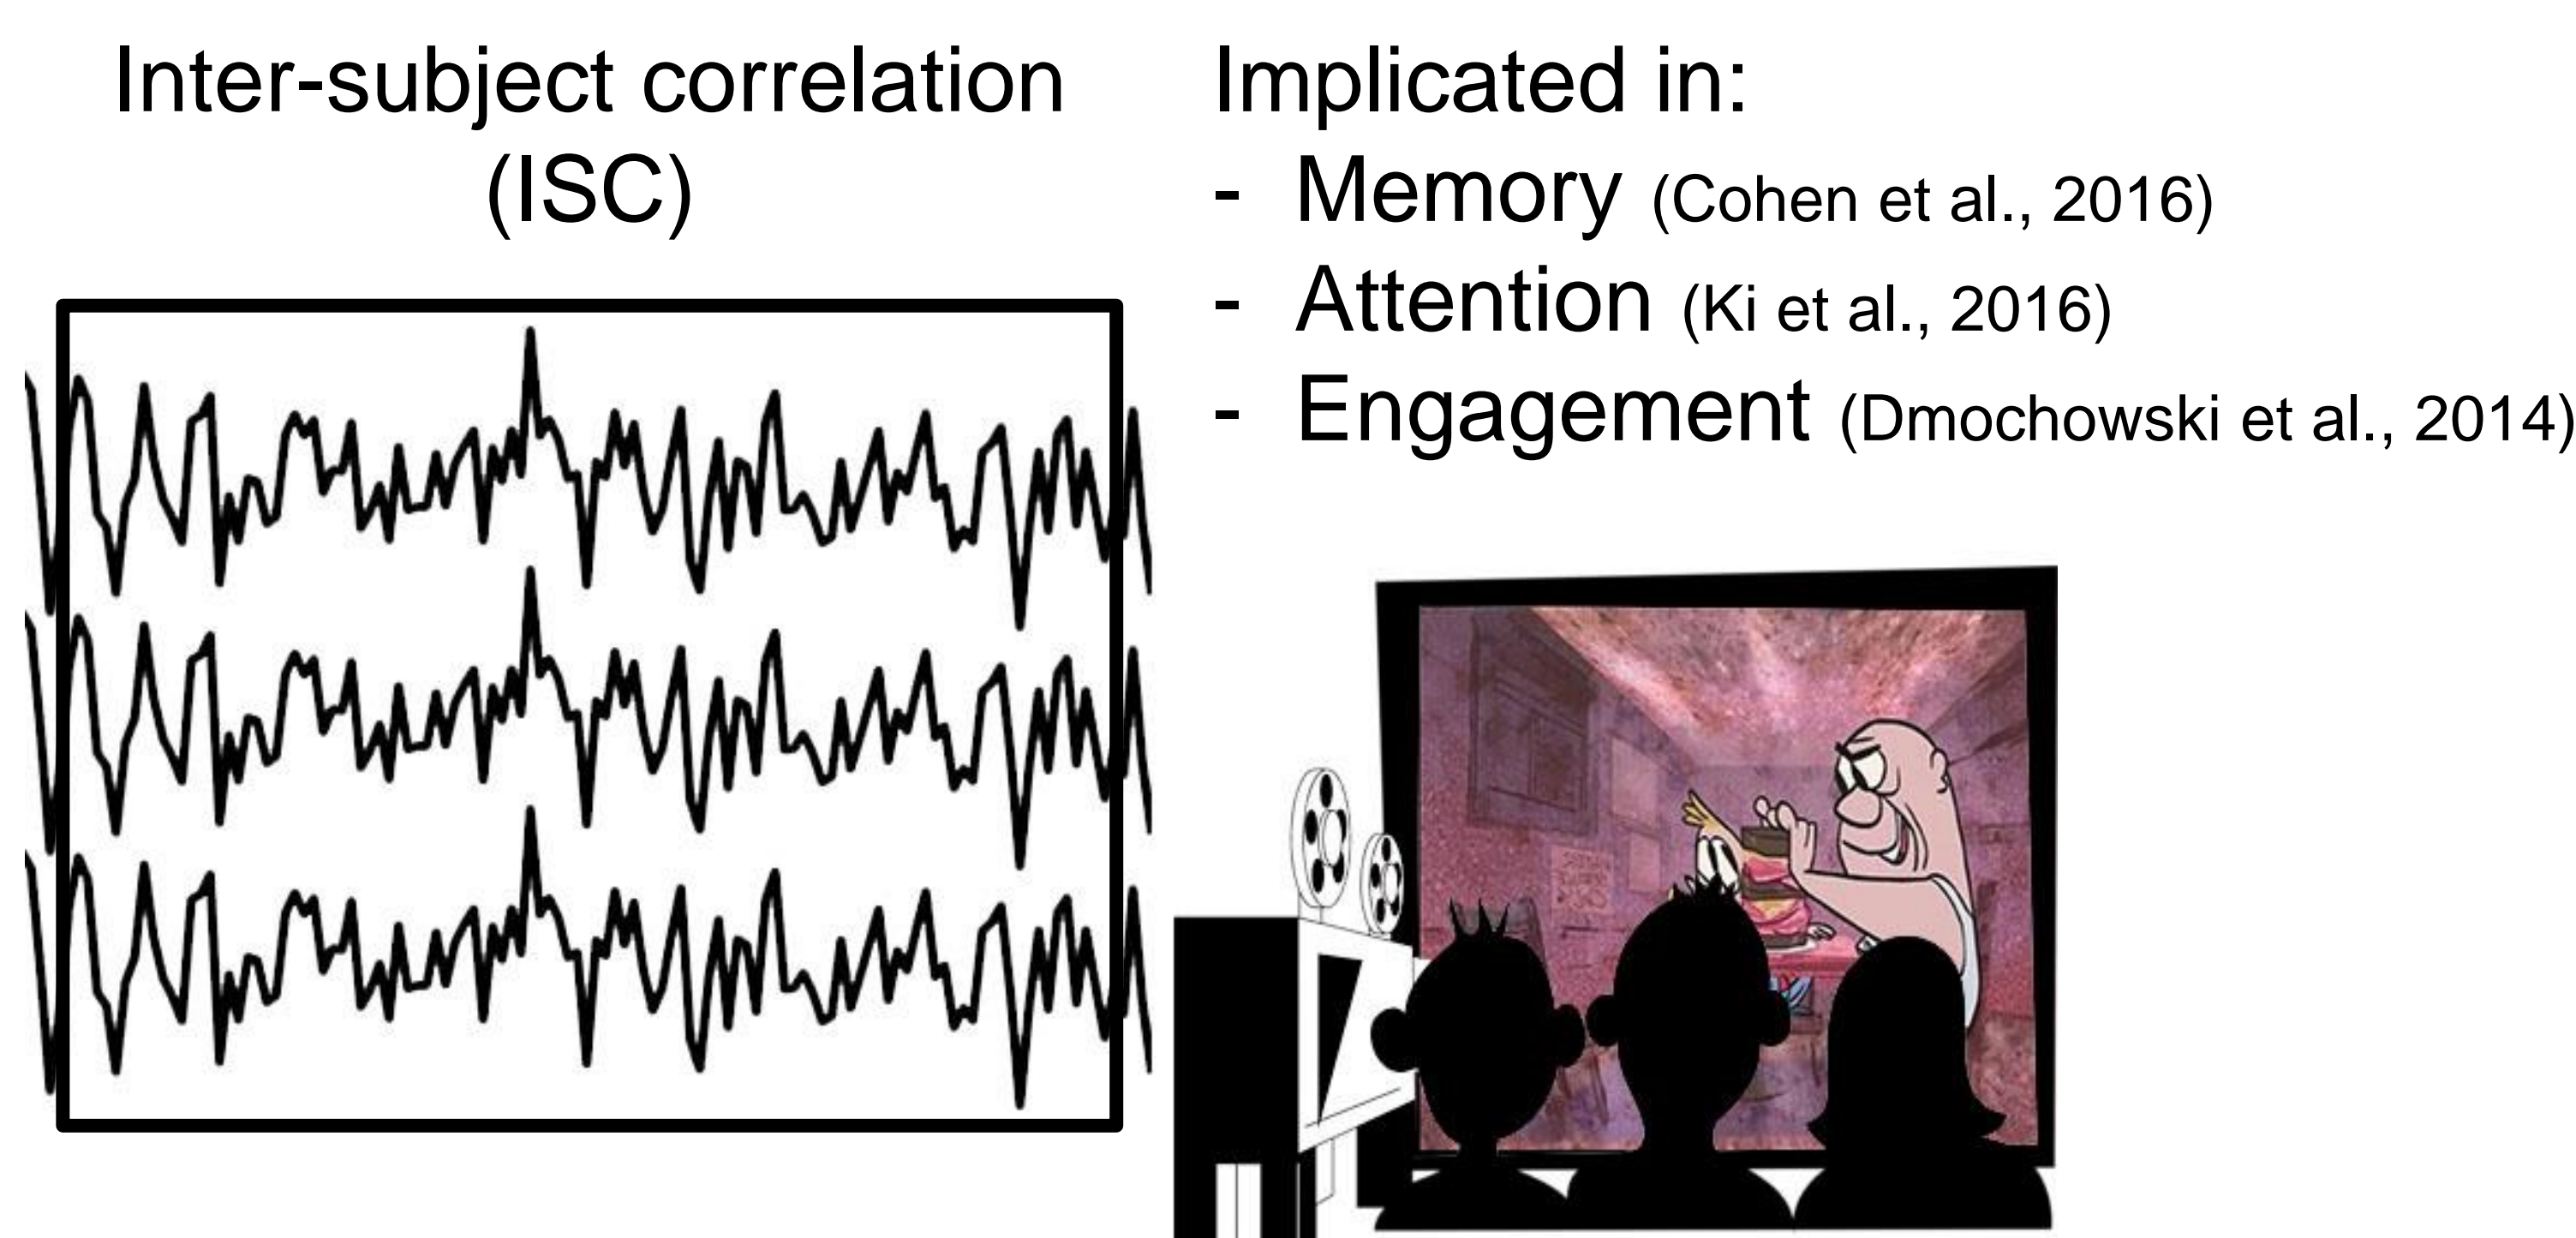 Inter-subject correlation
(ISC)
Implicated in:
- Memory (Cohen et al., 2016)
- Attention (Ki et al., 2016)
- Engagement (Dmochowski et al., 2014)